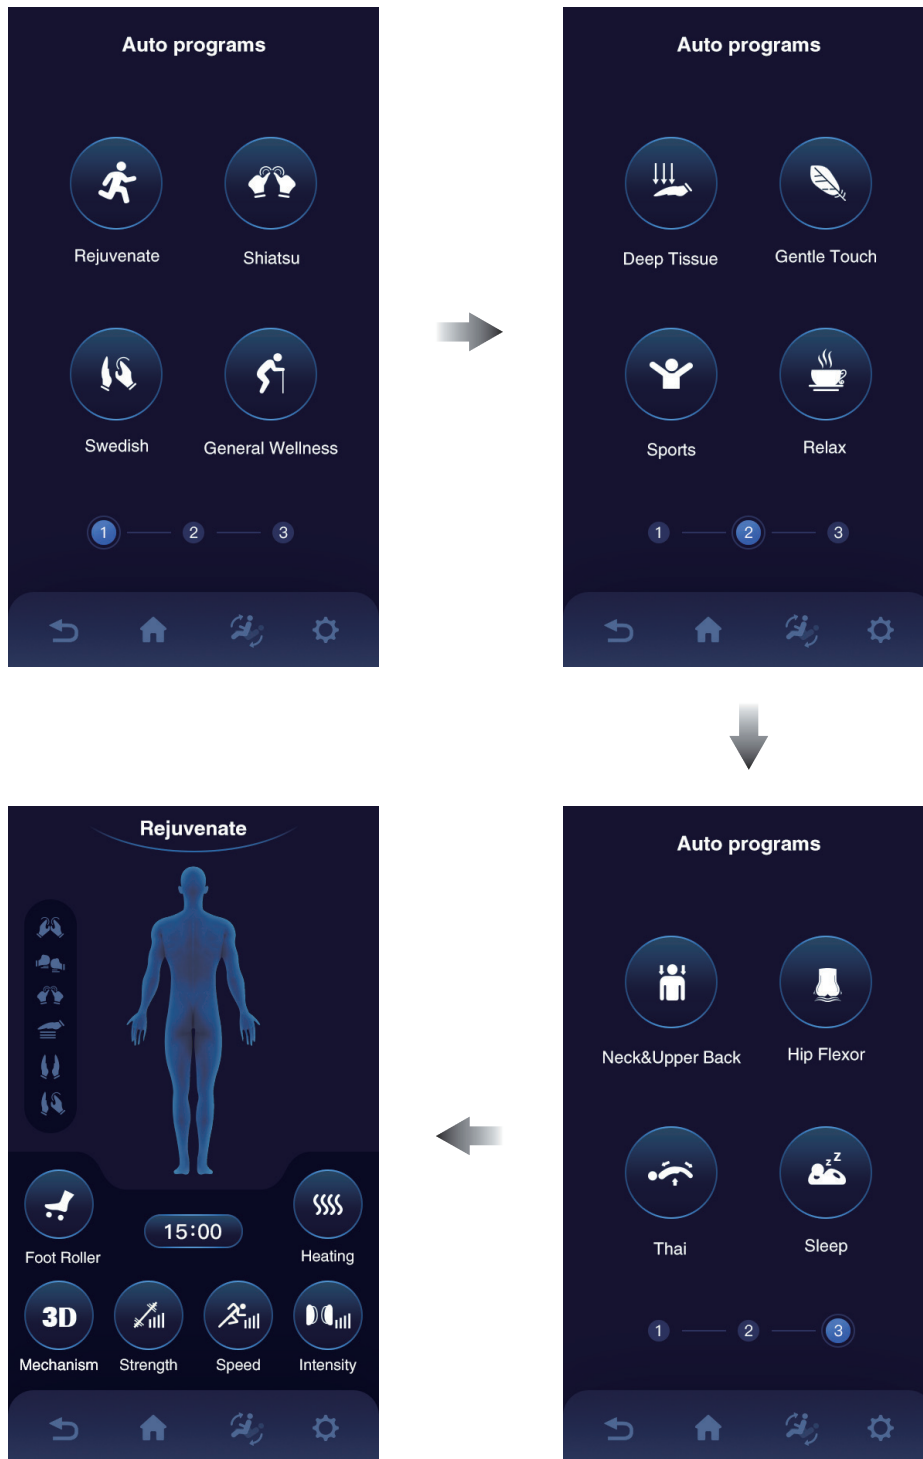 Auto programs
Rejuvenate
Shiatsu
Swedish
General Wellness
1
2
3
Auto programs
Deep Tissue
Gentle Touch
Sports
Relax
1
2
3
Auto programs
Neck&Upper Back
Hip Flexor
Thai
z Z
Sleep
1
2
3
Rejuvenate
15:00
Foot Roller
Heating
3D
Mechanism
Strength
Speed
Intensity